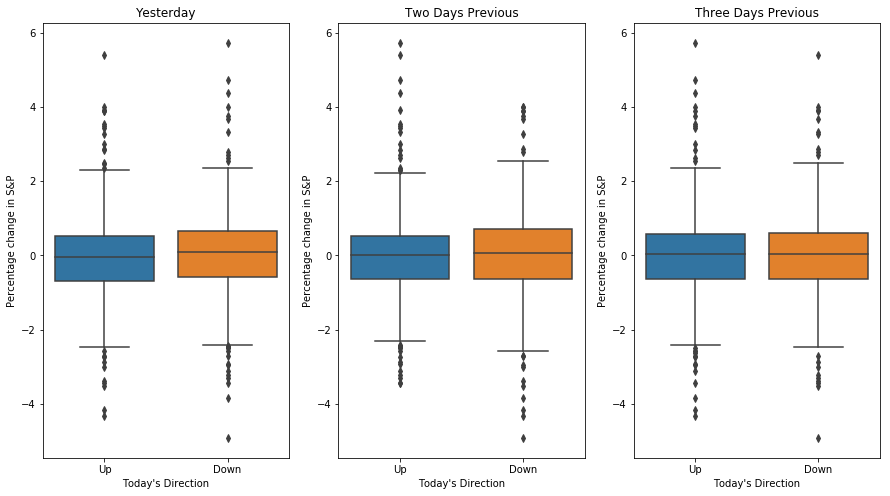 Yesterday
Two Days Previous
Three Days Previous
Percentage change in S&P
6
4
2
0
−2
−4
Up
Down
Today's Direction
Percentage change in S&P
6
4
2
0
−2
−4
Up
Down
Today's Direction
Percentage change in S&P
6
4
2
0
−2
−4
Up
Down
Today's Direction